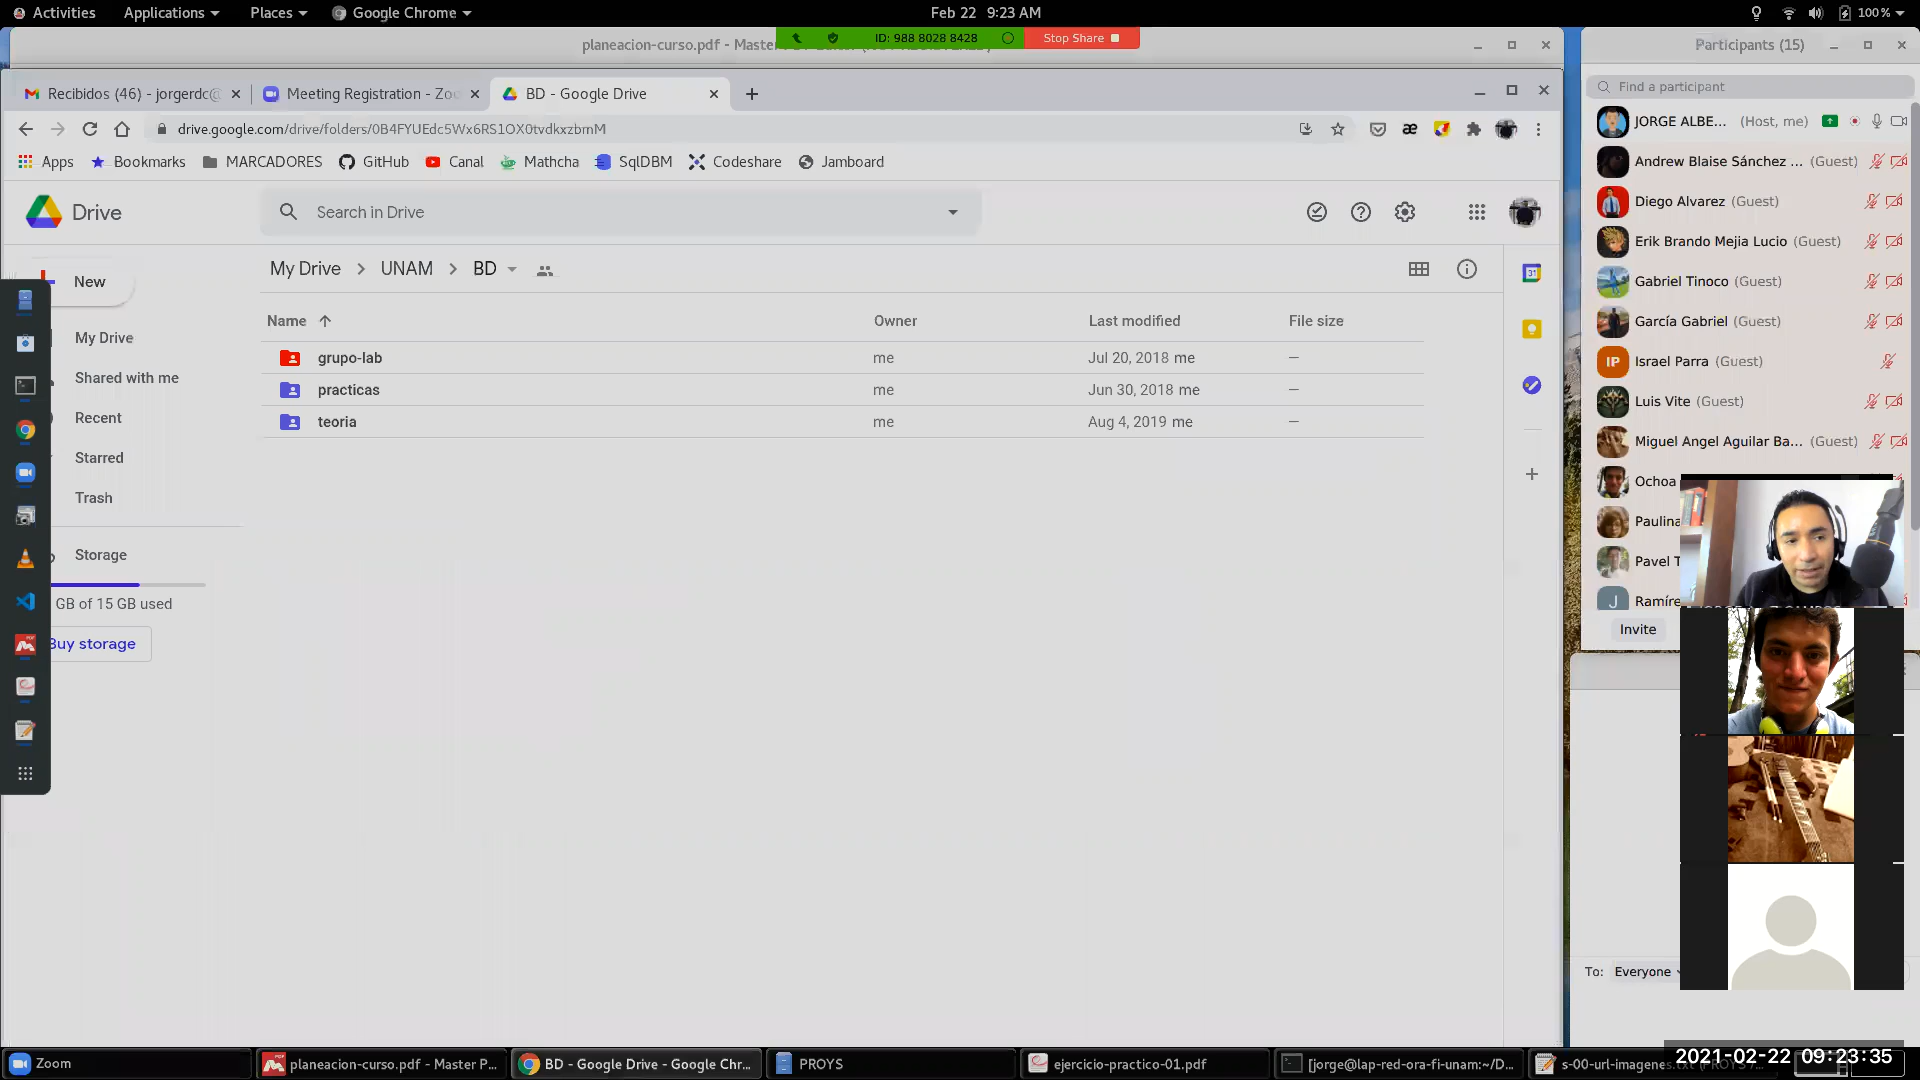 Activities
Applications
Places
Google Chrome
Feb 22 9:23 AM
100 %
planeacion-curso.pdf - Maste
ID: 988 8028 8428
Stop Share
Recibidos (46) - jorgerdc@
Meeting Registration - Zoo
BD - Google Drive
drive.google.com/drive/folders/0B4FYUEdc5Wx6RS1OX0tvdkxzbmM
Apps
Bookmarks
MARCADORES
GitHub
Canal
Mathcha
SqlDBM
Codeshare
Jamboard
Drive
Search in Drive
New
My Drive
Shared with me
Recent
Starred
Trash
Storage
GB of 15 GB used
Buy storage
My Drive > UNAM > BD
Name Owner Last modified File size
grupo-lab me Jul 20, 2018 me —
practicas me Jun 30, 2018 me —
teoria me Aug 4, 2019 me —
31
Participants (15)
Find a participant
JORGE ALBE... (Host, me)
Andrew Blaise Sánchez ... (Guest)
Diego Alvarez (Guest)
Erik Brando Mejia Lucio (Guest)
Gabriel Tinoco (Guest)
García Gabriel (Guest)
IP Israel Parra (Guest)
Luis Vite (Guest)
Miguel Angel Aguilar Ba... (Guest)
Ochoa
Paulina
Pavel T
J Ramíre
Invite
To: Everyone
Zoom
planeacion-curso.pdf - Master P...
BD - Google Drive - Google Chr...
PROYS
ejercicio-practico-01.pdf
[jorge@lap-red-ora-fi-unam:~/D...
s-00-url-imagenes.txt
2021-02-22 09:23:35